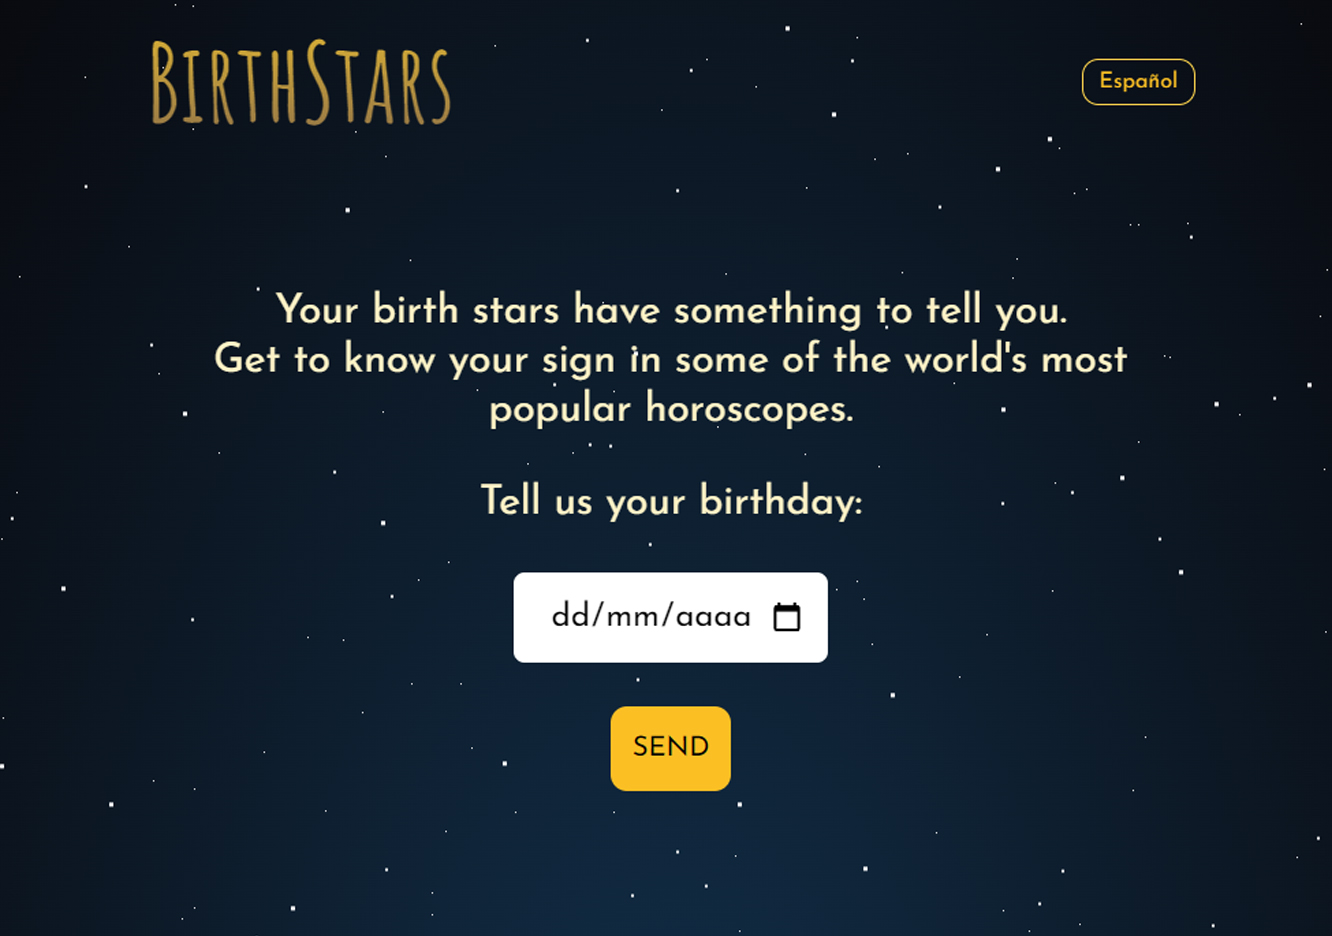 BIRTHSTARS
Español
Your birth stars have something to tell you.
Get to know your sign in some of the world's most
popular horoscopes.
Tell us your birthday:
dd/mm/aaaa
SEND